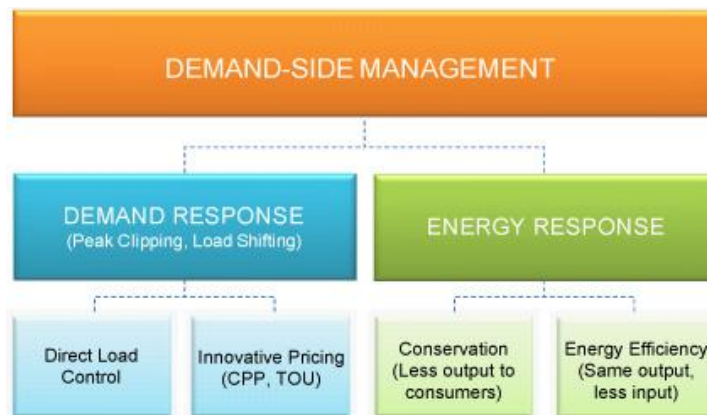 DEMAND-SIDE MANAGEMENT
DEMAND RESPONSE
(Peak Clipping, Load Shifting)
ENERGY RESPONSE
Direct Load
Control
Innovative Pricing
(CPP, TOU)
Conservation
(Less output to
consumers)
Energy Efficiency
(Same output,
less input)